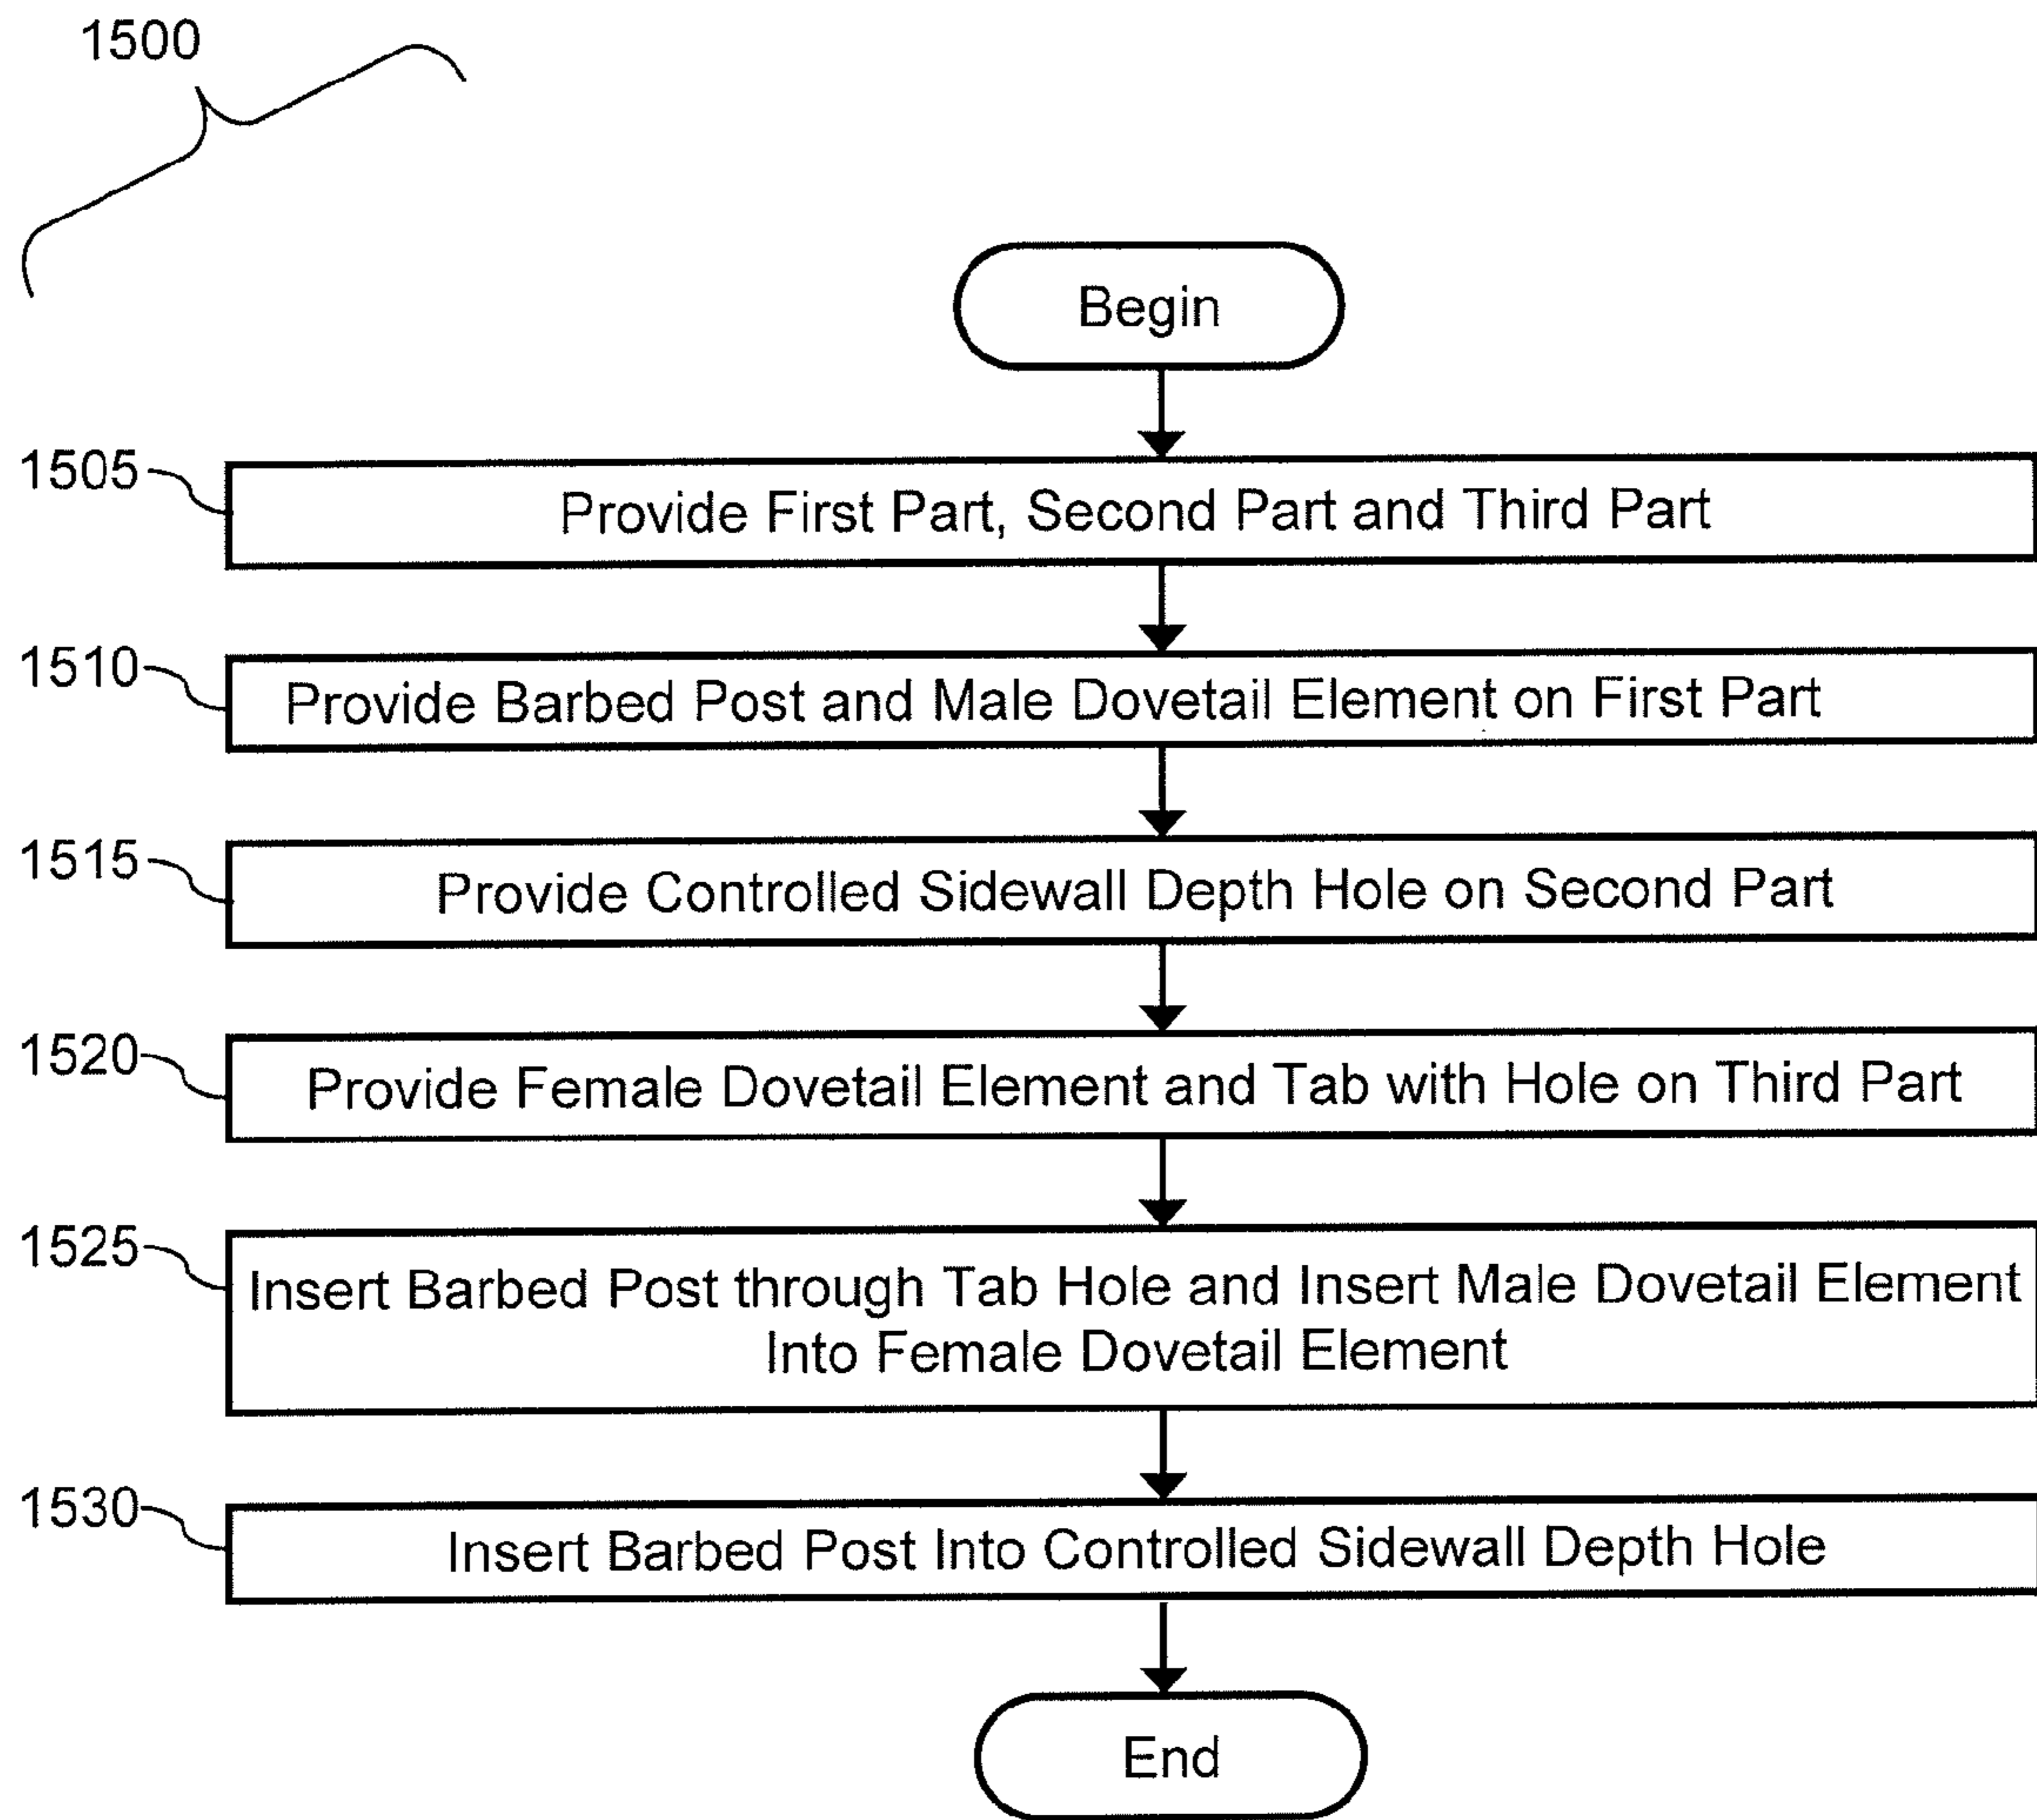 1500
Begin
1505
Provide First Part, Second Part and Third Part
1510
Provide Barbed Post and Male Dovetail Element on First Part
1515
Provide Controlled Sidewall Depth Hole on Second Part
1520
Provide Female Dovetail Element and Tab with Hole on Third Part
1525
Insert Barbed Post through Tab Hole and Insert Male Dovetail Element
Into Female Dovetail Element
1530
Insert Barbed Post Into Controlled Sidewall Depth Hole
End